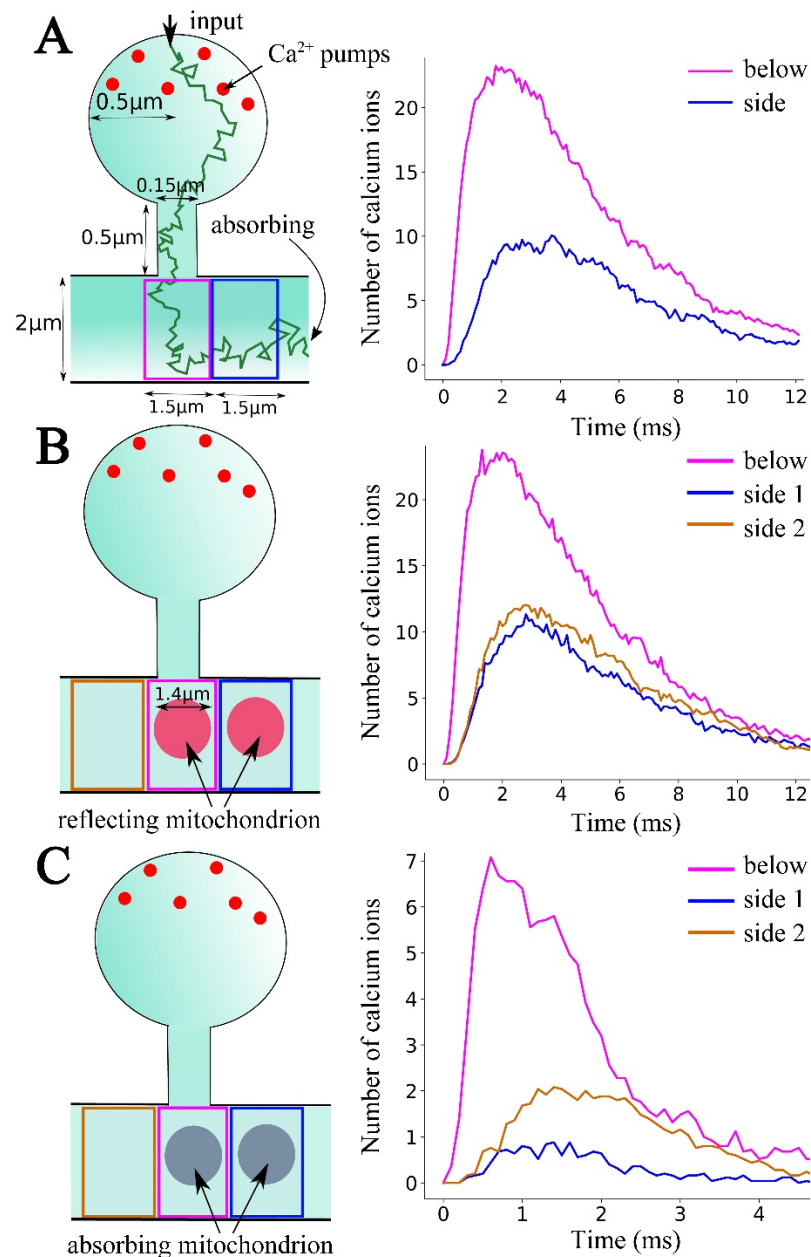 A
input
Ca²⁺ pumps
0.5µm
0.15µm
0.5µm
absorbing
2µm
1.5µm 1.5µm
Number of calcium ions
20
15
10
5
0
0 2 4 6 8 10 12
Time (ms)
below
side
B
1.4µm
reflecting mitochondrion
Number of calcium ions
20
15
10
5
0
0 2 4 6 8 10 12
Time (ms)
below
side 1
side 2
C
absorbing mitochondrion
Number of calcium ions
7
6
5
4
3
2
1
0
0 1 2 3 4
Time (ms)
below
side 1
side 2